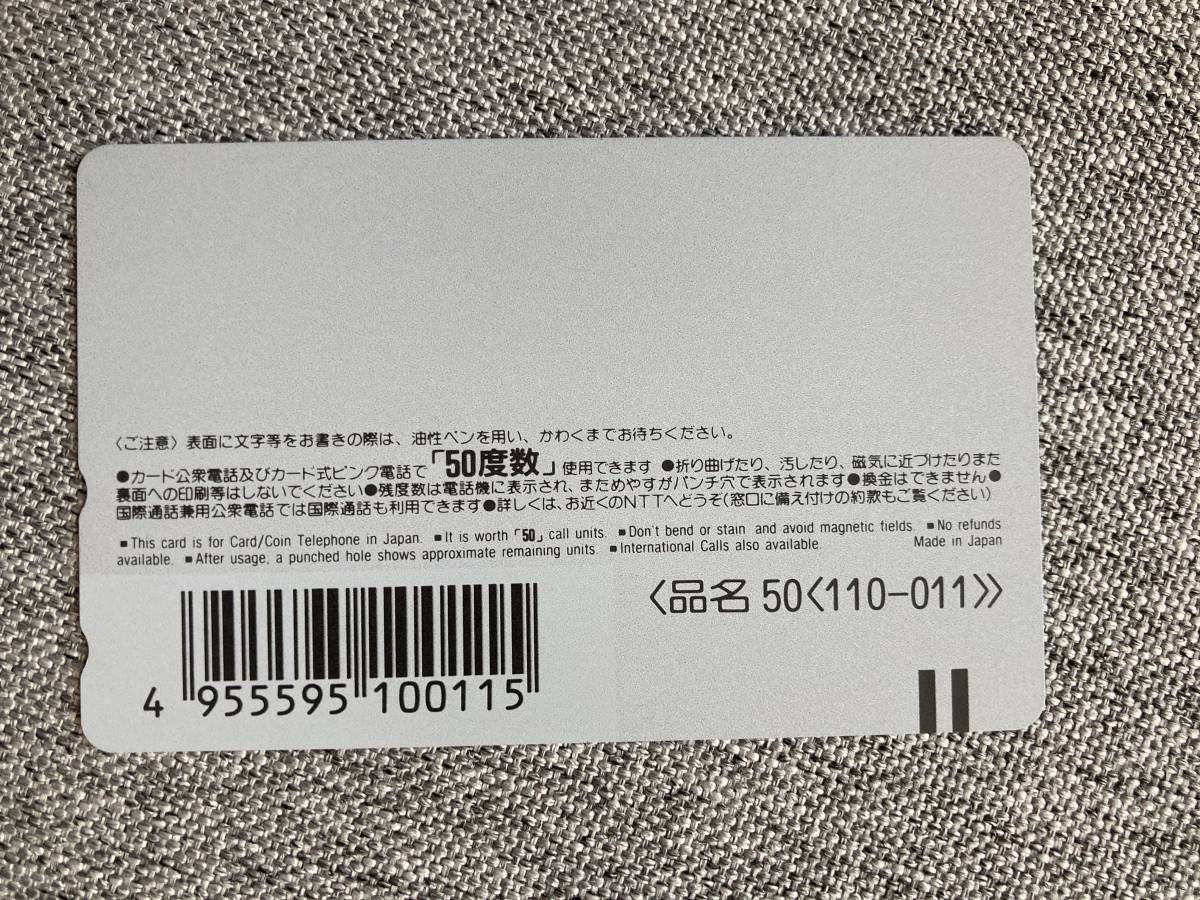 〈ご注意〉表面に文字等をお書きの際は、油性ペンを用い、かわくまでお待ちください。
●カード公衆電話及びカード式ピンク電話で「50度数」使用できます ●折り曲げたり、汚したり、磁気に近づけたりまた
裏面への印刷等はしないでください●残度数は電話機に表示され、まためやすがパンチ穴で表示されます●換金はできません●
国際通話兼用公衆電話では国際通話も利用できます●詳しくは、お近くのNTTへどうぞ(窓口に備え付けの約款もご覧ください)
■This card is for Card/Coin Telephone in Japan. ■It is worth「50」call units. ■Don't bend or stain and avoid magnetic fields. ■No refunds
available. ■After usage, a punched hole shows approximate remaining units. ■International Calls also available. Made in Japan
〈品名 50〈110-011〉〉
4 955595 100115